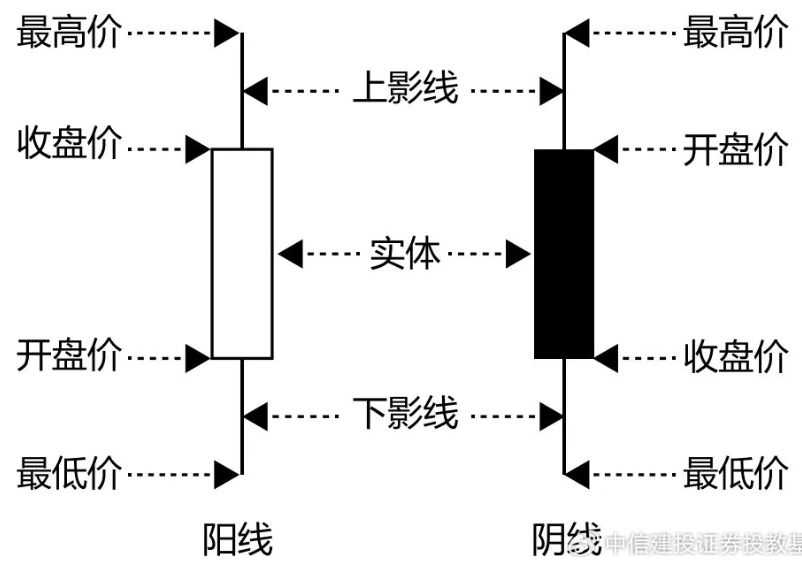 最高价
最高价
上影线
收盘价
开盘价
实体
开盘价
收盘价
下影线
最低价
最低价
阳线
阴线
中信建投证券投教基